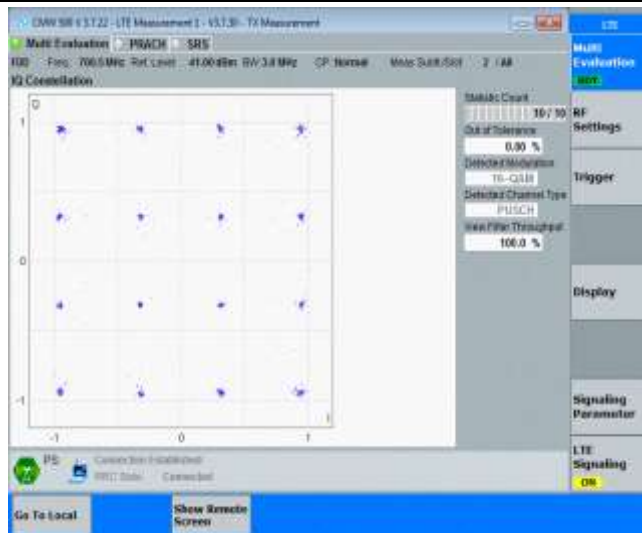 CMW 500 V 3.7.22 - LTE Measurement 1 - V3.7.30 - TX Measurement
Multi Evaluation PRACH SRS
FDD Freq. 700.5 MHz Ref. Level 41.00 dBm BW 3.0 MHz CP Normal Meas Subfr./Slot 2 / All
IQ Constellation
Q
1
0
-1
-1 0 1
I
Statistic Count
10 / 10
Out of Tolerance
0.00 %
Detected Modulation
16-QAM
Detected Channel Type
PUSCH
View Filter Throughput
100.0 %
PS:
Connection Established
RRC State Connected
LTE
Multi
Evaluation
RDY
RF
Settings
Trigger
Display
Signaling
Parameter
LTE
Signaling
ON
Go To Local
Show Remote
Screen